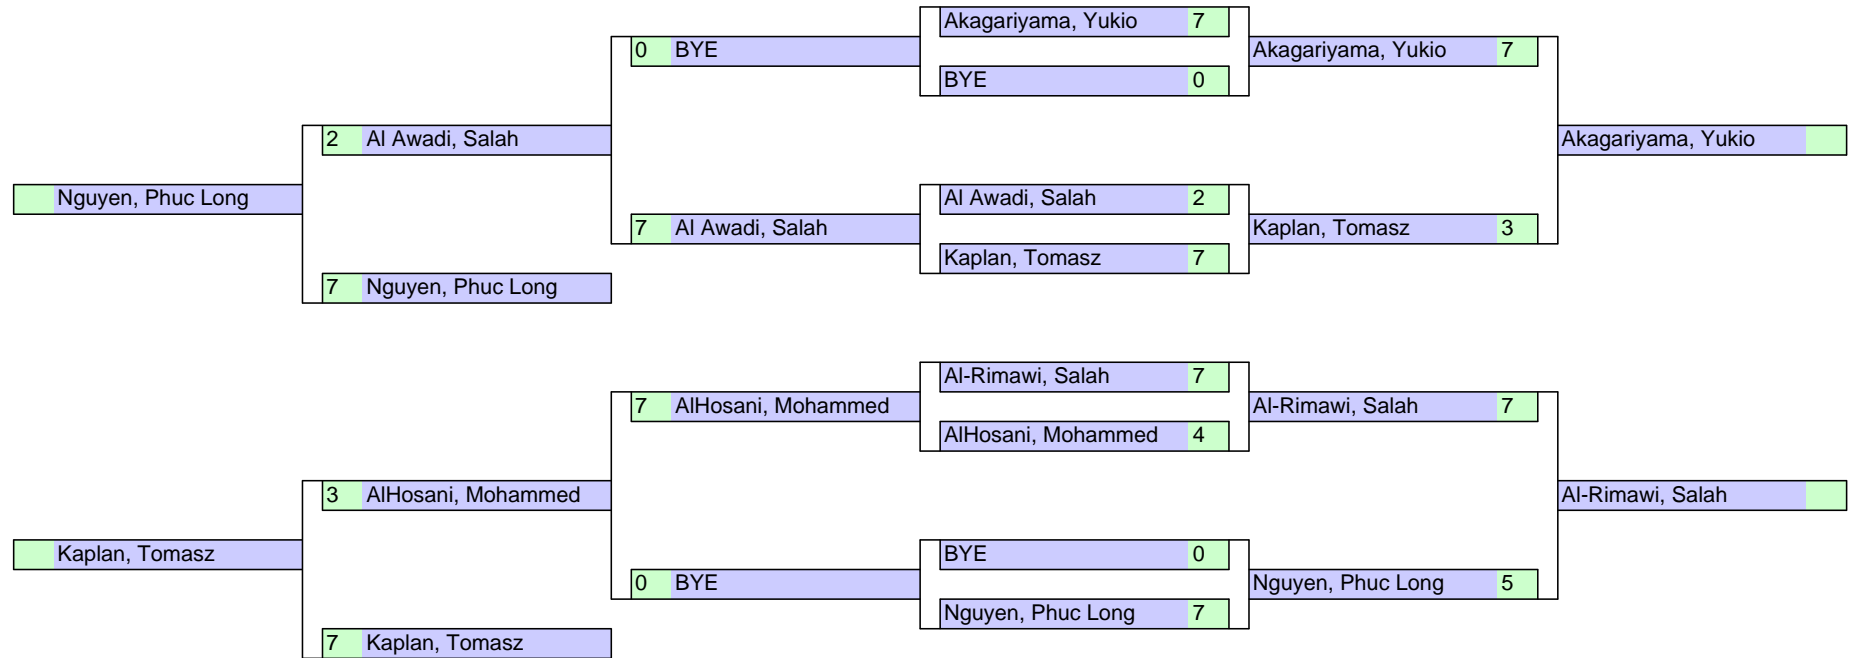 Akagariyama, Yukio 7
0 BYE Akagariyama, Yukio 7
BYE 0
2 Al Awadi, Salah Akagariyama, Yukio
Nguyen, Phuc Long Al Awadi, Salah 2
7 Al Awadi, Salah Kaplan, Tomasz 3
Kaplan, Tomasz 7
7 Nguyen, Phuc Long
Al-Rimawi, Salah 7
7 AlHosani, Mohammed Al-Rimawi, Salah 7
AlHosani, Mohammed 4
3 AlHosani, Mohammed Al-Rimawi, Salah
Kaplan, Tomasz BYE 0
0 BYE Nguyen, Phuc Long 5
Nguyen, Phuc Long 7
7 Kaplan, Tomasz